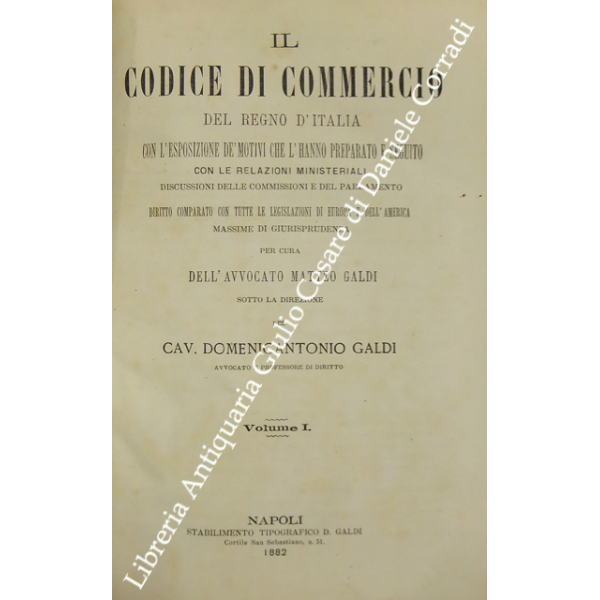 IL
CODICE DI COMMERCIO
DEL REGNO D'ITALIA
CON L'ESPOSIZIONE DE' MOTIVI CHE L'HANNO PREPARATO E SEGUITO
CON LE RELAZIONI MINISTERIALI
DISCUSSIONI DELLE COMMISSIONI E DEL PARLAMENTO
DIRITTO COMPARATO CON TUTTE LE LEGISLAZIONI DI EUROPA E DELL'AMERICA
MASSIME DI GIURISPRUDENZA
PER CURA
DELL'AVVOCATO MATTEO GALDI
SOTTO LA DIREZIONE
DEL
CAV. DOMENICANTONIO GALDI
AVVOCATO E PROFESSORE DI DIRITTO
Volume I.
NAPOLI
STABILIMENTO TIPOGRAFICO D. GALDI
Cortile San Sebastiano, n. 51.
1882
Libreria Antiquaria Giulio Cesare di Daniele Corradi